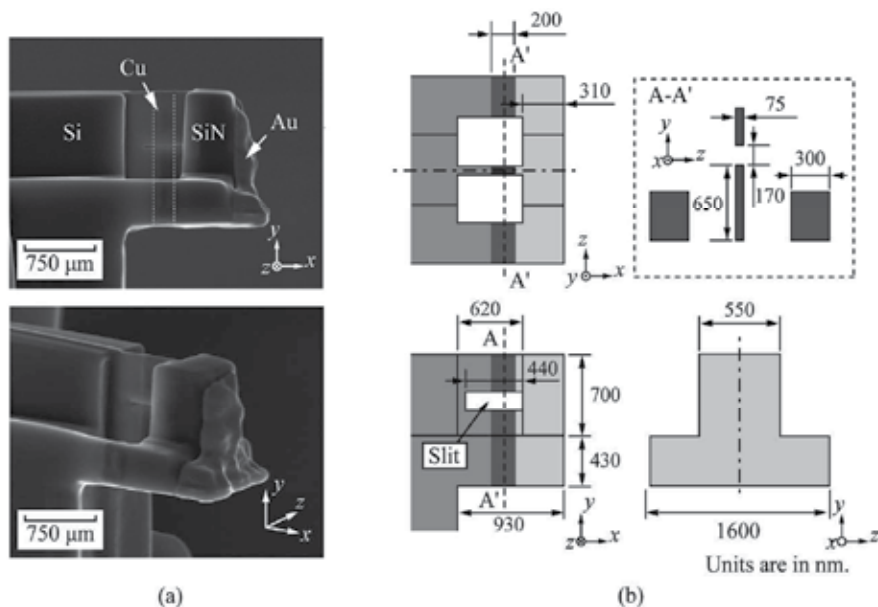 Cu
Si
SiN
Au
750 μm
y
z
x
750 μm
y
z
x
(a)
200
A'
310
A'
z
y
x
A-A'
y
x
z
75
300
650
170
620
A
440
700
Slit
430
A'
930
y
z
x
550
1600
y
x
z
Units are in nm.
(b)